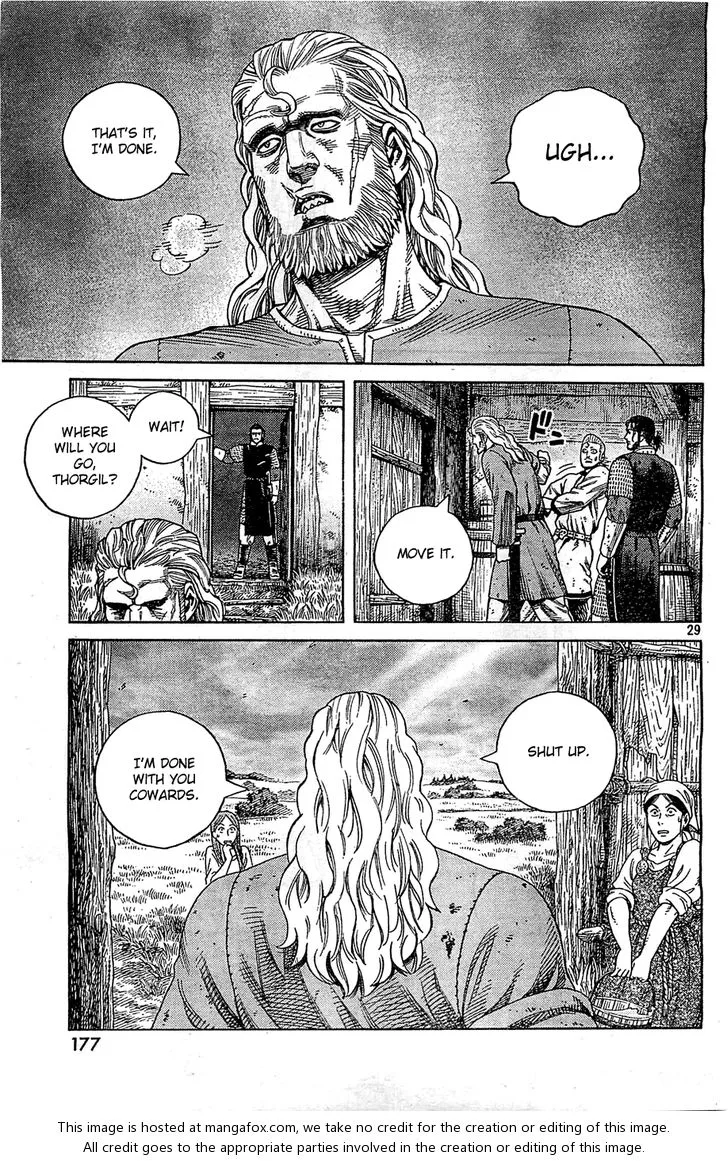 UGH...
THAT'S IT,
I'M DONE.
ドン
MOVE IT.
WAIT!
WHERE
WILL YOU
GO,
THORGIL?
29
SHUT UP.
I'M DONE
WITH YOU
COWARDS.
177
This image is hosted at mangafox.com, we take no credit for the creation or editing of this image.
All credit goes to the appropriate parties involved in the creation or editing of this image.